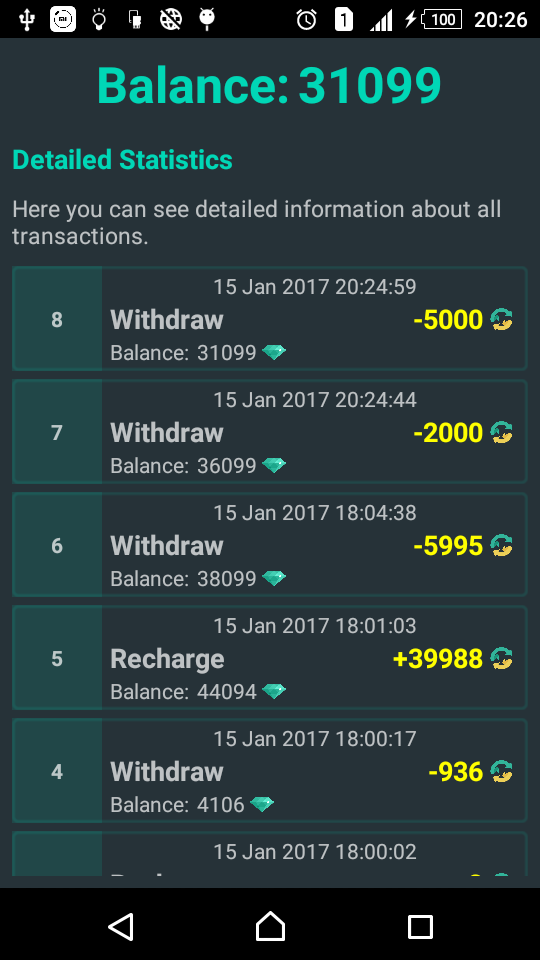 1 100 20:26
Balance: 31099
Detailed Statistics
Here you can see detailed information about all
transactions.
15 Jan 2017 20:24:59
8 Withdraw -5000
Balance: 31099
15 Jan 2017 20:24:44
7 Withdraw -2000
Balance: 36099
15 Jan 2017 18:04:38
6 Withdraw -5995
Balance: 38099
15 Jan 2017 18:01:03
5 Recharge +39988
Balance: 44094
15 Jan 2017 18:00:17
4 Withdraw -936
Balance: 4106
15 Jan 2017 18:00:02